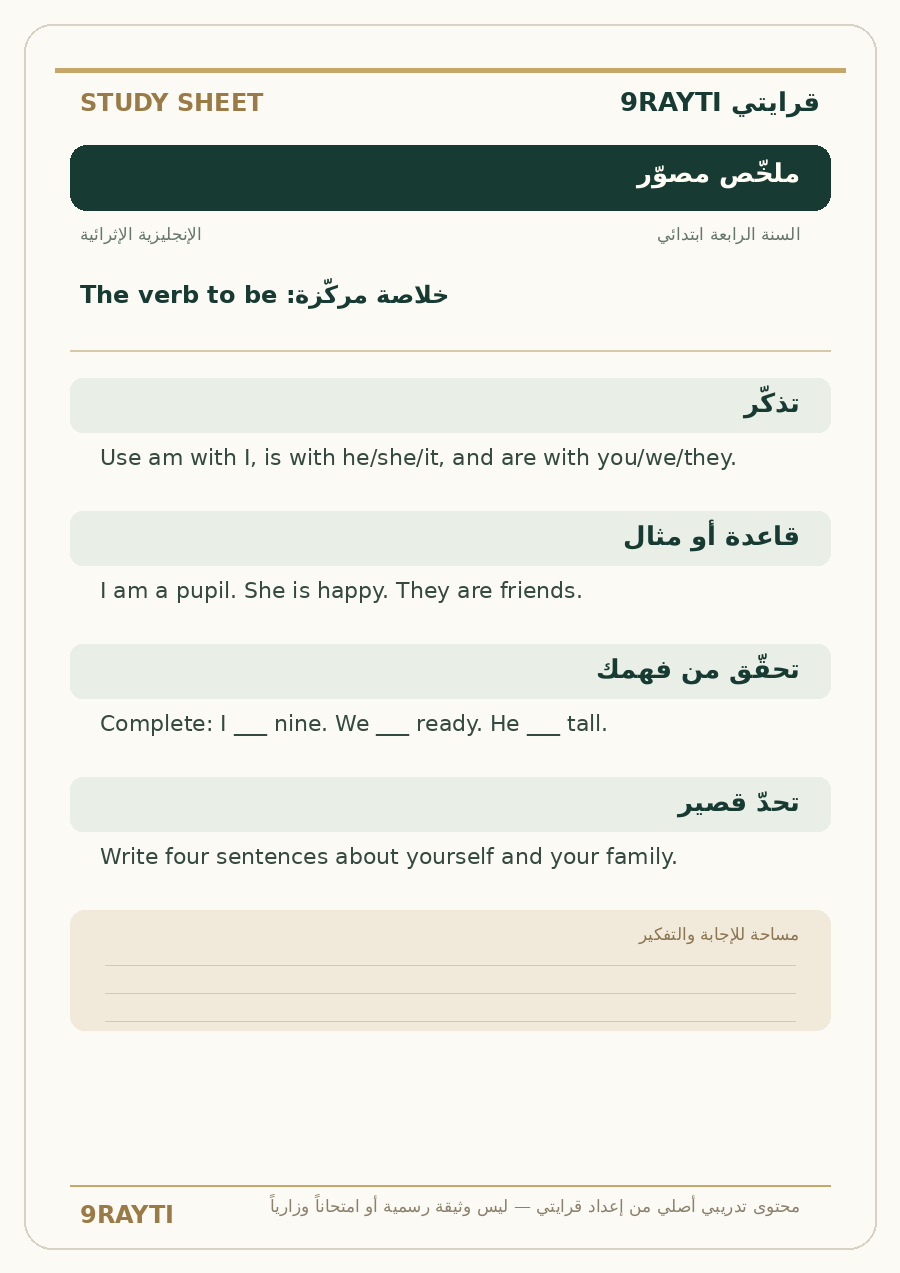 STUDY SHEET
قرايتي 9RAYTI
ملخّص مصوّر
السنة الرابعة ابتدائي
الإنجليزية الإثرائية
خلاصة مركّزة: The verb to be
تذكّر
Use am with I, is with he/she/it, and are with you/we/they.
قاعدة أو مثال
I am a pupil. She is happy. They are friends.
تحقّق من فهمك
Complete: I ___ nine. We ___ ready. He ___ tall.
تحدّ قصير
Write four sentences about yourself and your family.
مساحة للإجابة والتفكير
محتوى تدريبي أصلي من إعداد قرايتي — ليس وثيقة رسمية أو امتحاناً وزارياً
9RAYTI